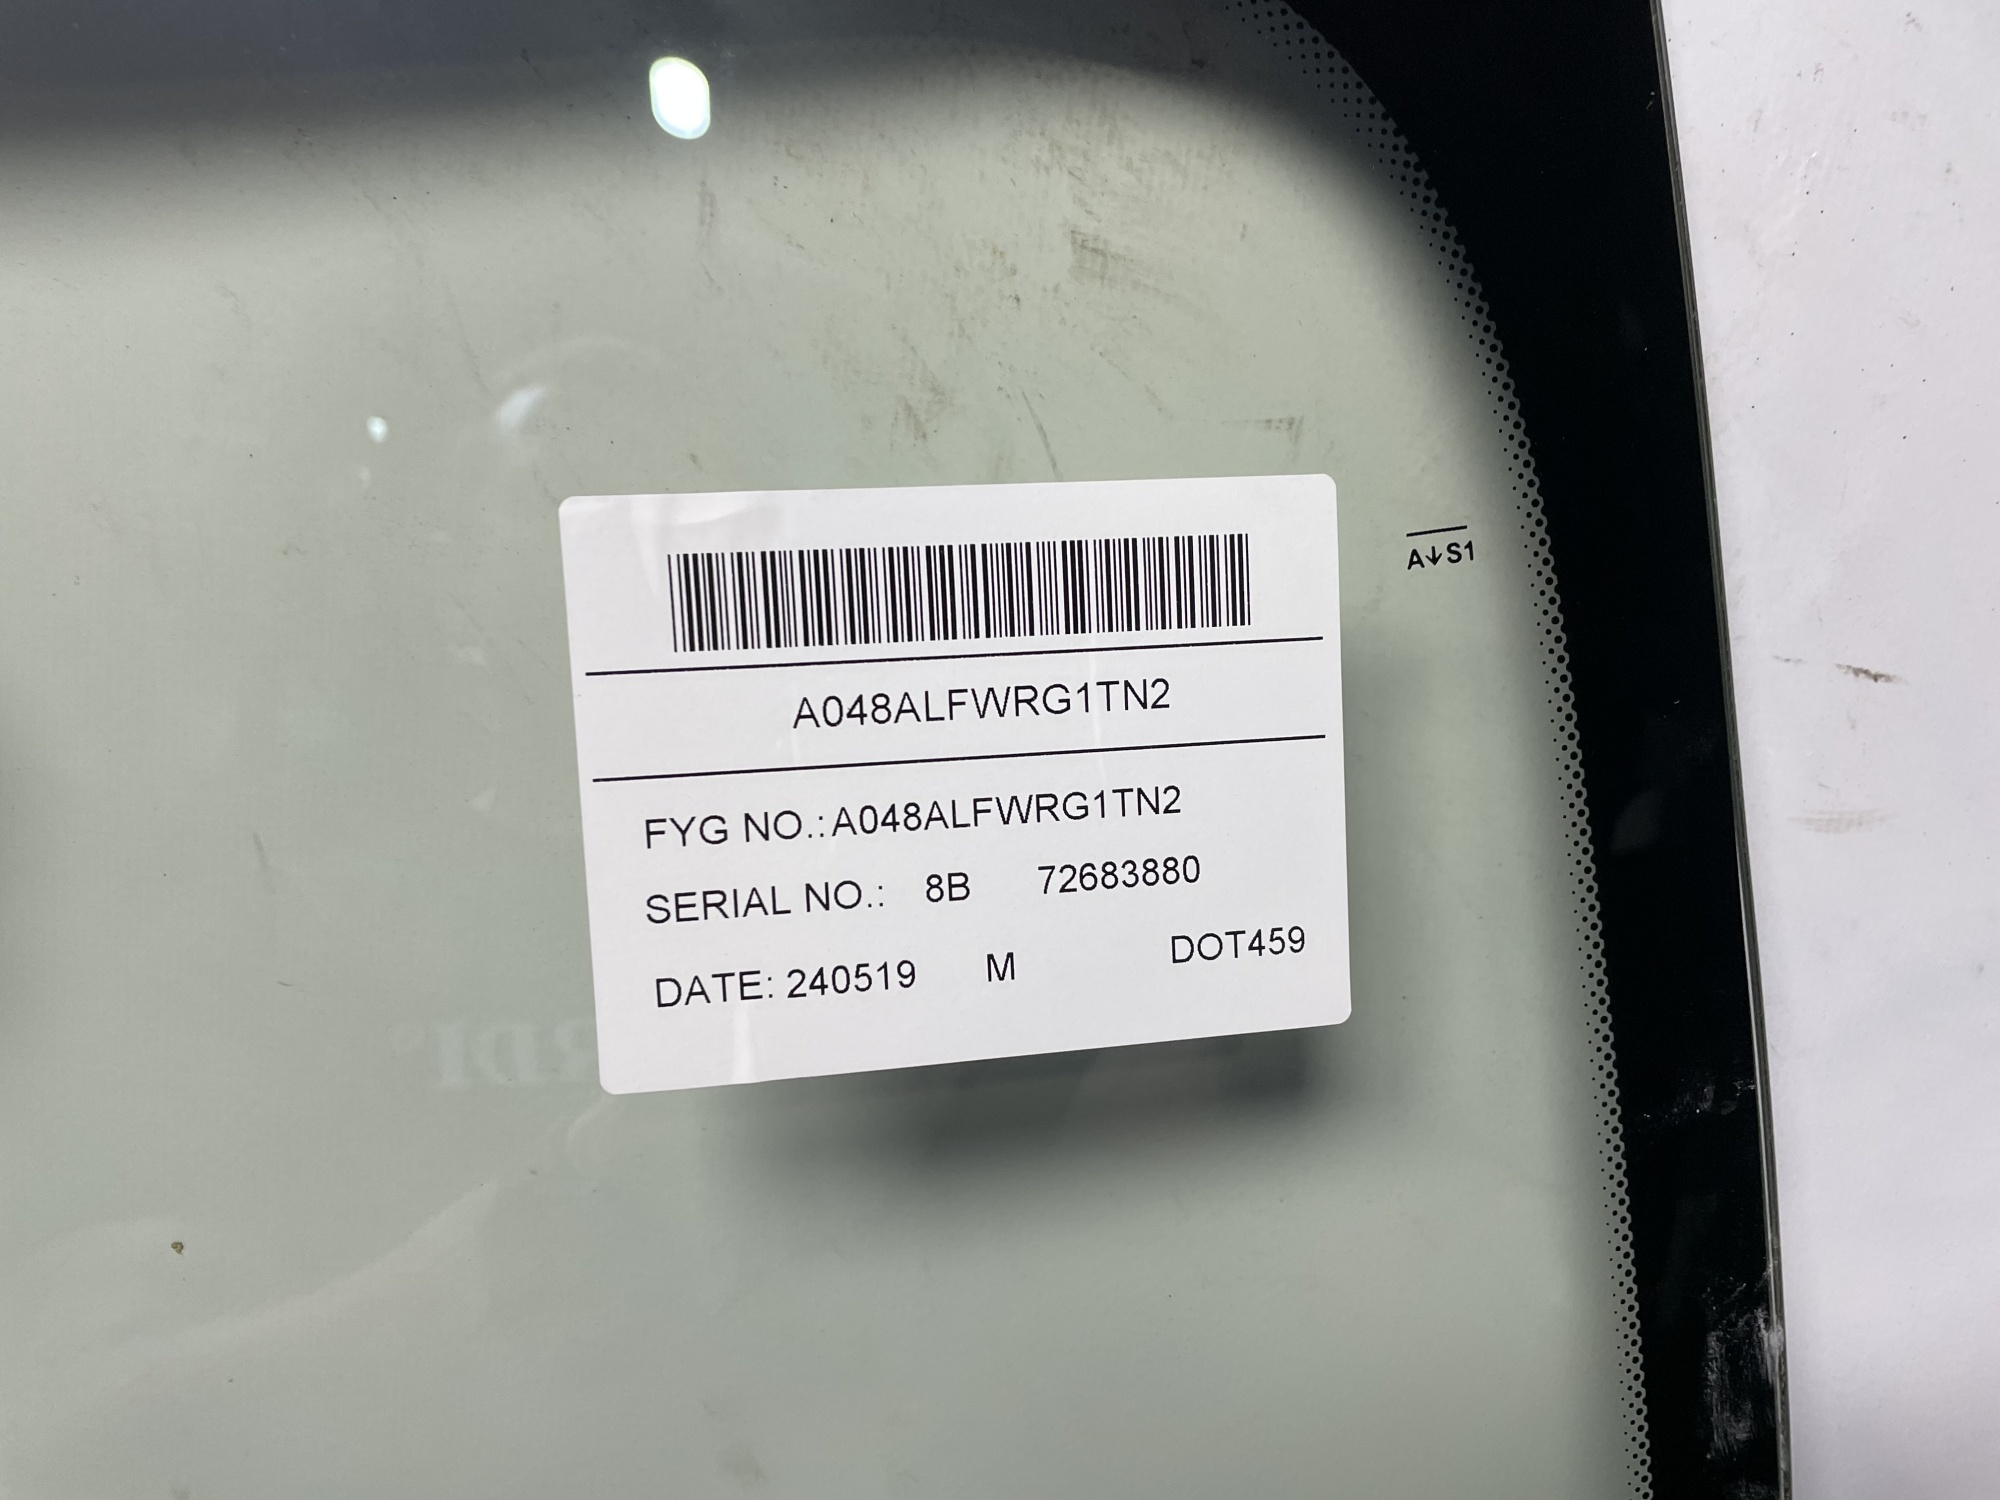 A↓S1
A048ALFWRG1TN2
FYG NO.:A048ALFWRG1TN2
SERIAL NO.: 8B 72683880
DATE: 240519 M DOT459